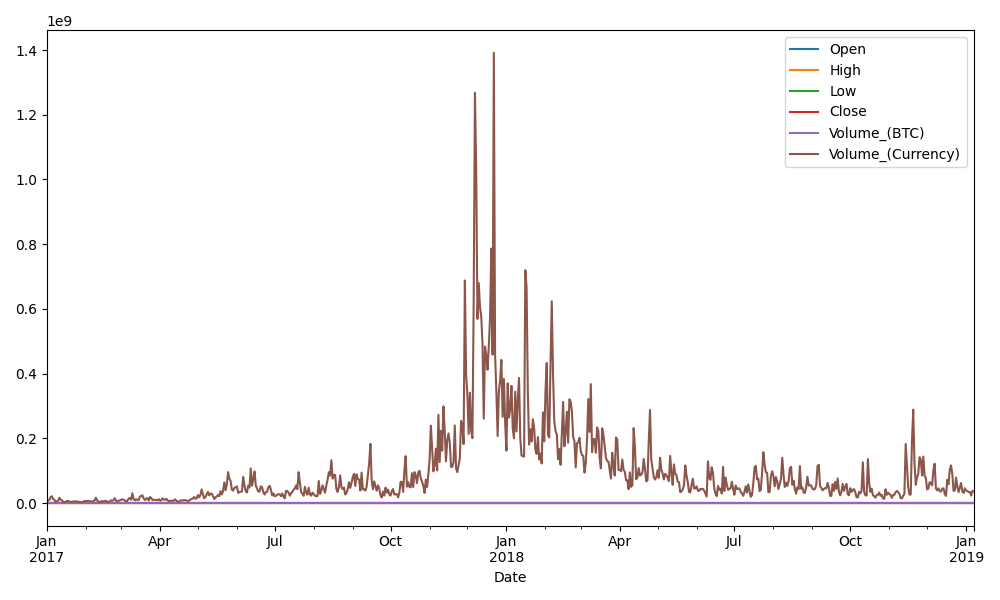 1e9
1.4
1.2
1.0
0.8
0.6
0.4
0.2
0.0
Open
High
Low
Close
Volume_(BTC)
Volume_(Currency)
Jan Apr Jul Oct Jan Apr Jul Oct Jan
2017 2018 2019
Date